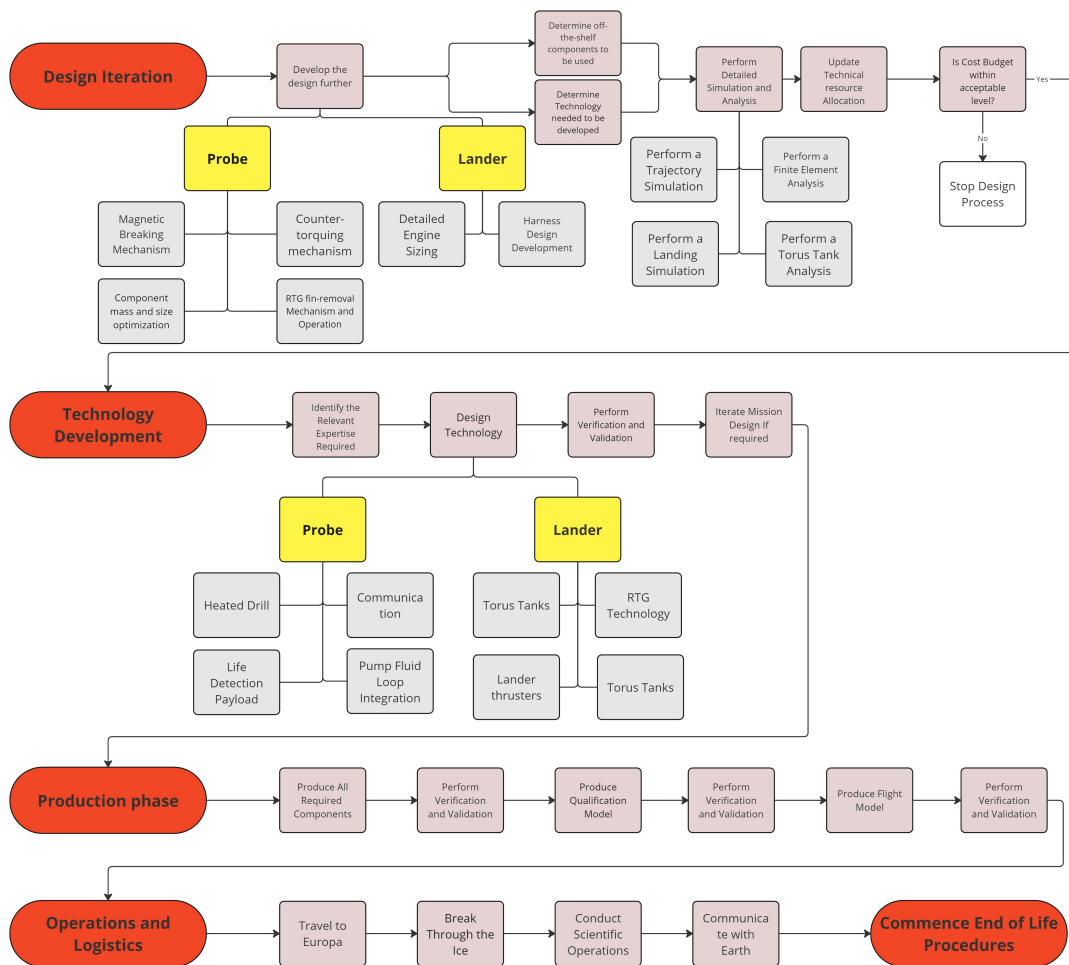 Design Iteration
Develop the
design further
Determine off-
the-shelf
components to
be used
Determine
Technology
needed to be
developed
Perform
Detailed
Simulation and
Analysis
Update
Technical
resource
Allocation
Is Cost Budget
within
acceptable
level?
Yes
No
Stop Design
Process
Probe
Lander
Magnetic
Breaking
Mechanism
Counter-
torquing
mechanism
Component
mass and size
optimization
RTG fin-removal
Mechanism and
Operation
Detailed
Engine
Sizing
Harness
Design
Development
Perform a
Trajectory
Simulation
Perform a
Finite Element
Analysis
Perform a
Landing
Simulation
Perform a
Torus Tank
Analysis
Technology
Development
Identify the
Relevant
Expertise
Required
Design
Technology
Perform
Verification and
Validation
Iterate Mission
Design If
required
Probe
Lander
Heated Drill
Communica
tion
Life
Detection
Payload
Pump Fluid
Loop
Integration
Torus Tanks
RTG
Technology
Lander
thrusters
Torus Tanks
Production phase
Produce All
Required
Components
Perform
Verification
and Validation
Produce
Qualification
Model
Perform
Verification
and Validation
Produce Flight
Model
Perform
Verification
and Validation
Operations and
Logistics
Travel to
Europa
Break
Through the
Ice
Conduct
Scientific
Operations
Communica
te with
Earth
Commence End of Life
Procedures